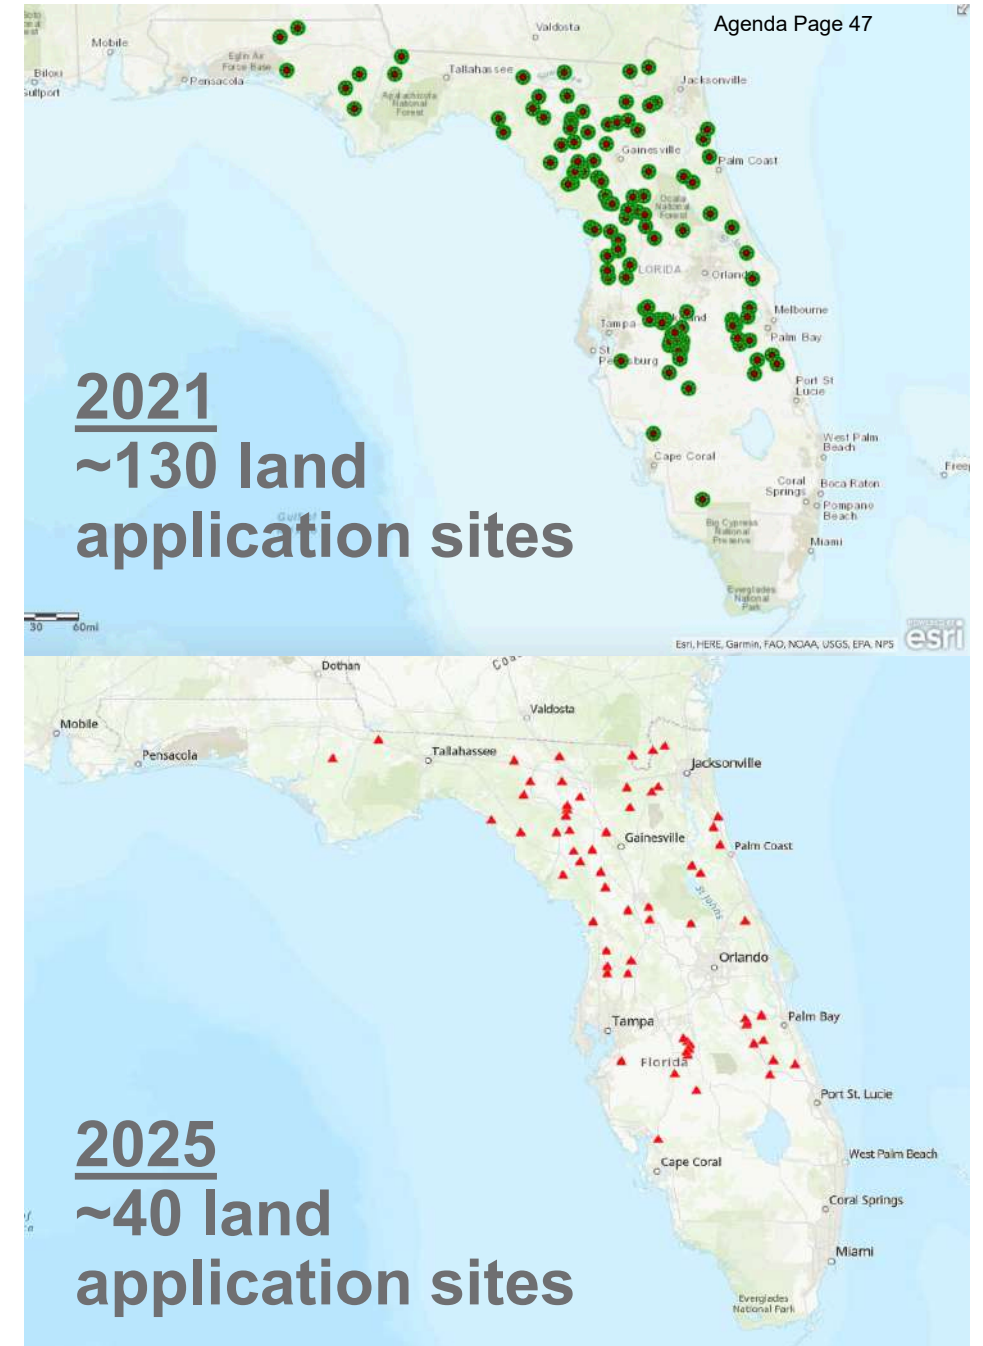 Agenda Page 47
Valdosta
Mobile
Eglin Air
Force Base
Tallahassee
Biloxi
Gulfport
Pensacola
Jacksonville
Apalachicola
National
Forest
Gainesville
Palm Coast
Ocala
National
Forest
FLORIDA
Orlando
Melbourne
Tampa
Palm Bay
St
Petersburg
Port St
Lucie
2021
~130 land
application sites
West Palm
Beach
Cape Coral
Coral
Springs
Boca Raton
Pompano
Beach
Big Cypress
National
Preserve
Miami
Everglades
National
Park
30 60mi
Esri, HERE, Garmin, FAO, NOAA, USGS, EPA, NPS
POWERED BY
esri
Dothan
Valdosta
Mobile
Pensacola
Tallahassee
Jacksonville
Gainesville
Palm Coast
St Johns
Orlando
Tampa
Palm Bay
Florida
Port St. Lucie
2025
~40 land
application sites
West Palm Beach
Cape Coral
Coral Springs
Miami
Everglades
National Park